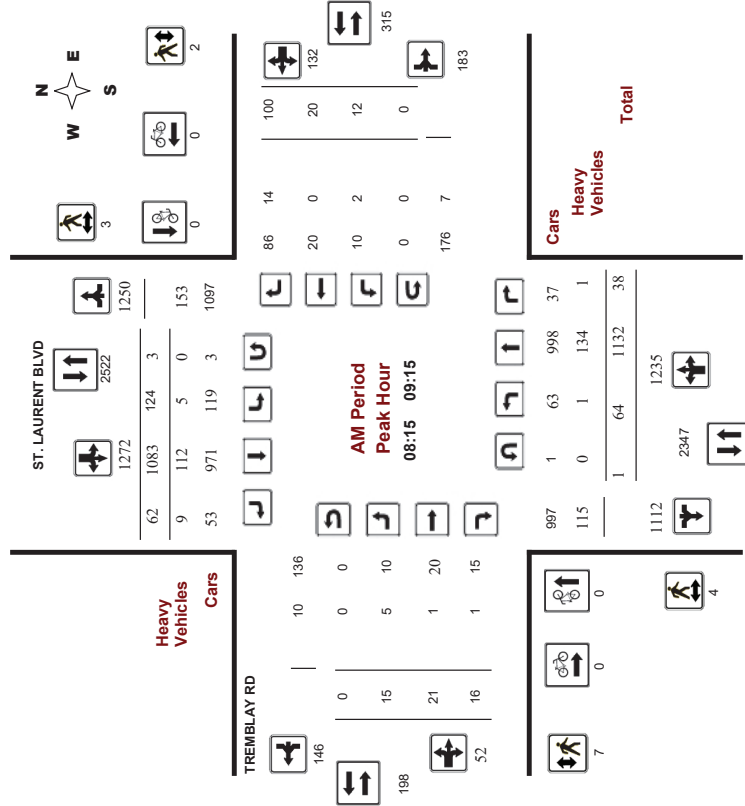 N
W E
S
2
0
3
0
ST. LAURENT BLVD
2522
1272
1250
62 1083 124 3
9 112 5 0 153
53 971 119 3 1097
Heavy
Vehicles
Cars
132
315
183
86 14 100
20 0 20
10 2 12
0 0 0
176 7
AM Period
Peak Hour
08:15 09:15
TREMBLAY RD
146
198
52
10 136
0 0 0
15 5 10
21 1 20
16 1 15
Cars
Heavy
Vehicles
Total
997 1 63 998 37
115 0 1 134 1
1 64 1132 38
1112
1235
2347
0
0
7
4